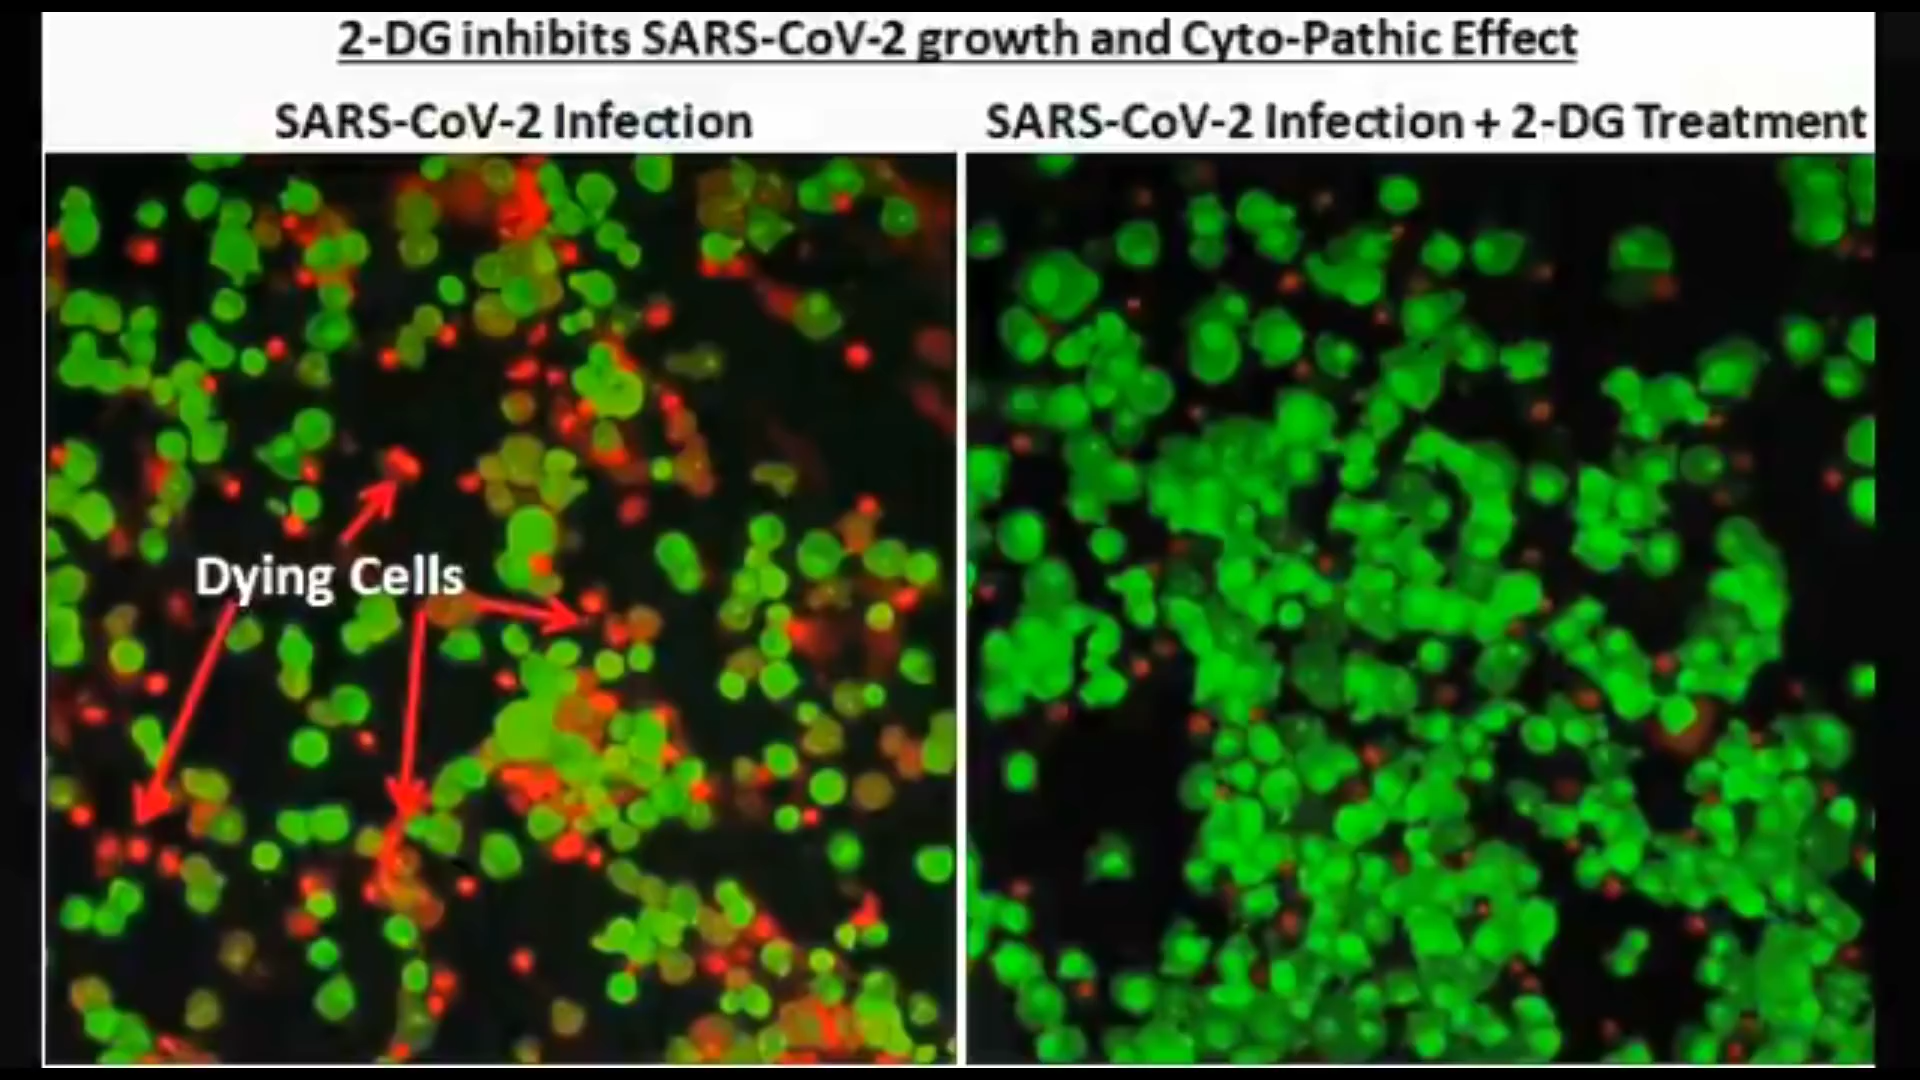 2-DG inhibits SARS-CoV-2 growth and Cyto-Pathic Effect
SARS-CoV-2 Infection
SARS-CoV-2 Infection + 2-DG Treatment
Dying Cells